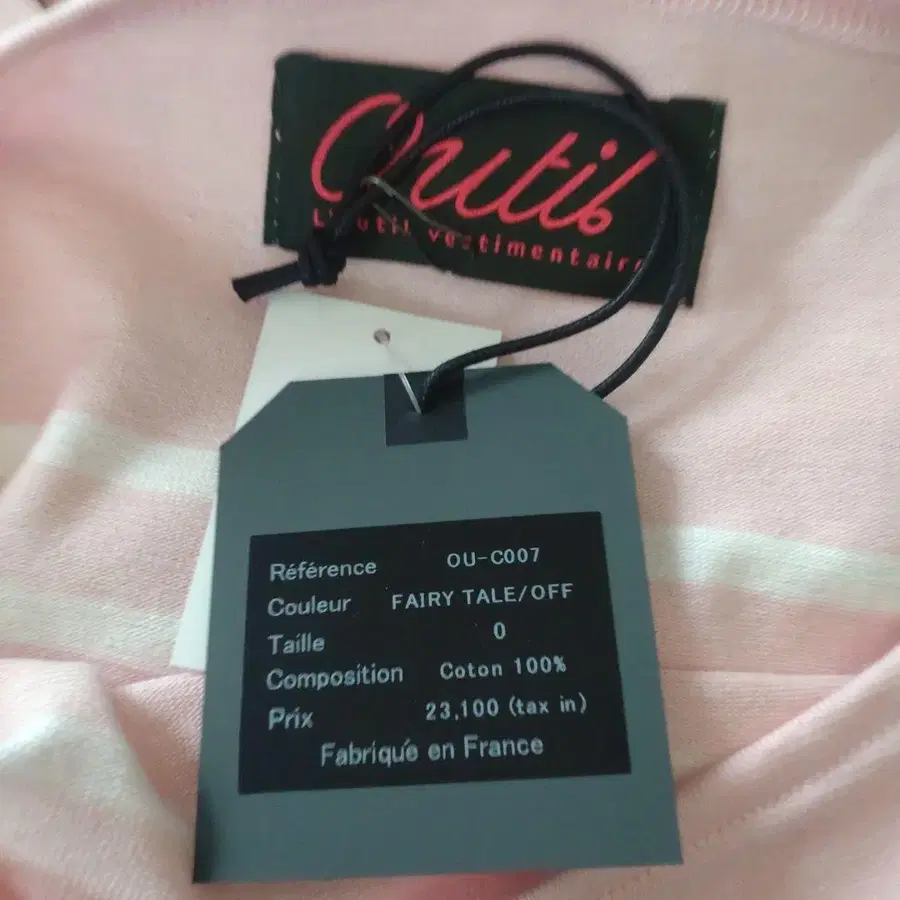 Outil
L'outil vestimentaire
Référence OU-C007
Couleur FAIRY TALE/OFF
Taille 0
Composition Coton 100%
Prix 23,100 (tax in)
Fabriqué en France